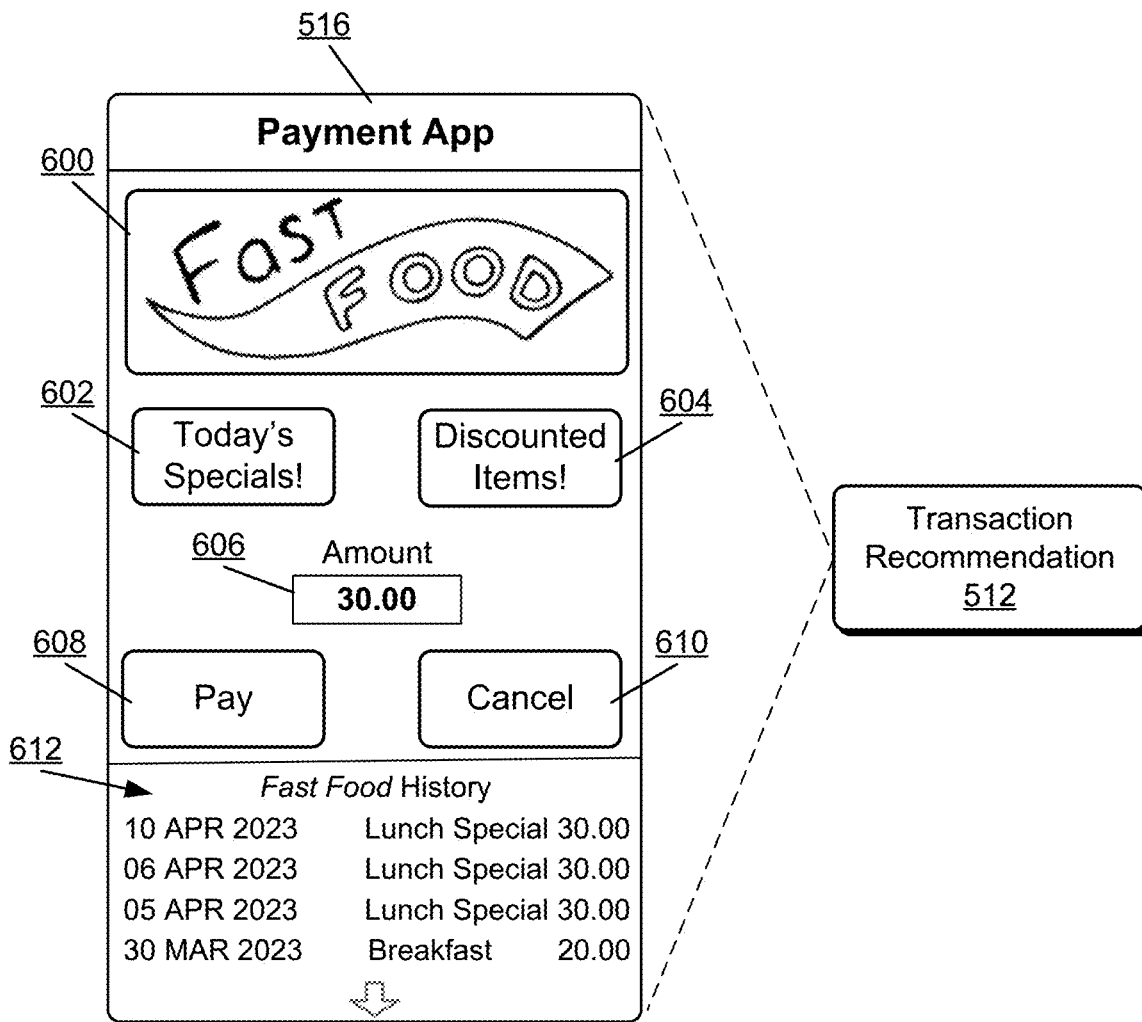 516
Payment App
600
Fast
FOOD
602
604
Today's
Specials!
Discounted
Items!
606
Amount
30.00
608
610
Pay
Cancel
612
Fast Food History
10 APR 2023 Lunch Special 30.00
06 APR 2023 Lunch Special 30.00
05 APR 2023 Lunch Special 30.00
30 MAR 2023 Breakfast 20.00
Transaction
Recommendation
512